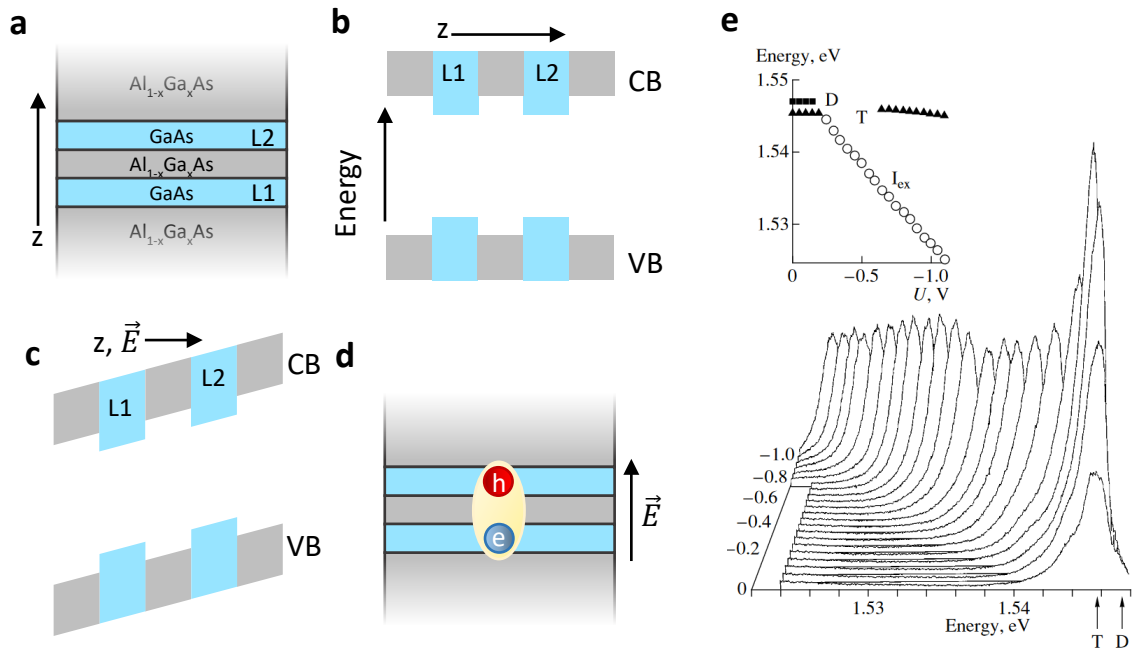 a
Al1-xGaxAs
GaAs L2
Al1-xGaxAs
GaAs L1
Al1-xGaxAs
z
b
z
L1 L2 CB
Energy
VB
c
z, E⃗
L1 L2 CB
VB
d
h
e
E⃗
e
Energy, eV
1.55
1.54
1.53
D
T
Iex
0 −0.5 −1.0
U, V
−1.0
−0.8
−0.6
−0.4
−0.2
0
1.53 1.54
Energy, eV
T D